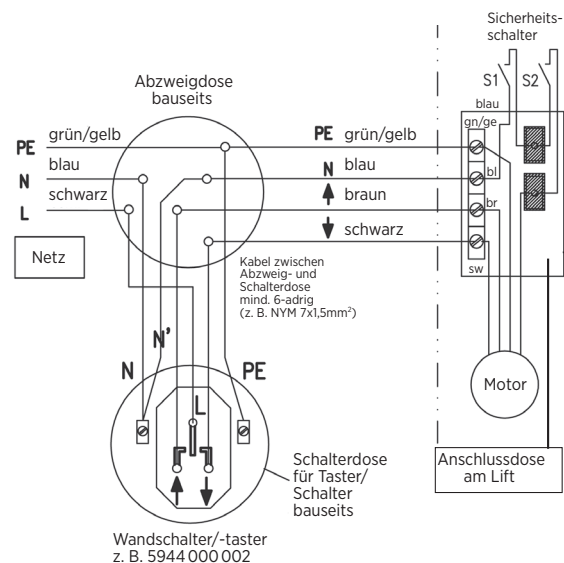 Sicherheits-
schalter
S1 S2
Abzweigdose
bauseits
blau
gn/ge
PE grün/gelb
PE grün/gelb
N blau
N blau
bl
L schwarz
braun
br
schwarz
sw
Netz
Kabel zwischen
Abzweig- und
Schalterdose
mind. 6-adrig
(z. B. NYM 7x1,5mm²)
N'
N
PE
L
Motor
Schalterdose
für Taster/
Schalter
bauseits
Anschlussdose
am Lift
Wandschalter/-taster
z. B. 5944 000 002